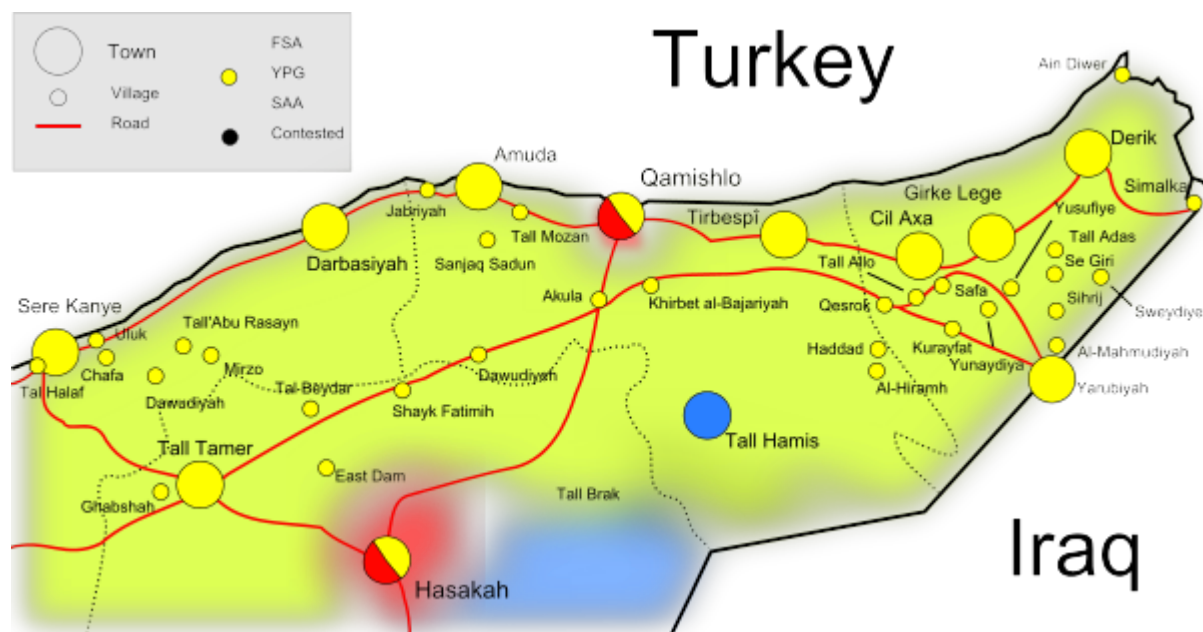 Town
Village
Road
FSA
YPG
SAA
Contested
Turkey
Iraq
Ain Diwer
Derik
Simalka
Amuda
Qamishlo
Girke Lege
Yusufiye
Jabriyah
Tall Mozan
Tirbespî
Cil Axa
Tall Adas
Darbasiyah
Sanjaq Sadun
Tall Allo
Se Giri
Sere Kanye
Akula
Khirbet al-Bajariyah
Qesrok
Safa
Sihrij
Sweydiye
Uluk
Tall'Abu Rasayn
Chafa
Mirzo
Tal Halaf
Dawudiyah
Tal-Beydar
Dawudiyah
Shayk Fatimih
Haddad
Kurayfat
Yunaydiya
Al-Mahmudiyah
Al-Hiramh
Yarubiyah
Tall Hamis
Tall Tamer
East Dam
Ghabshah
Tall Brak
Hasakah